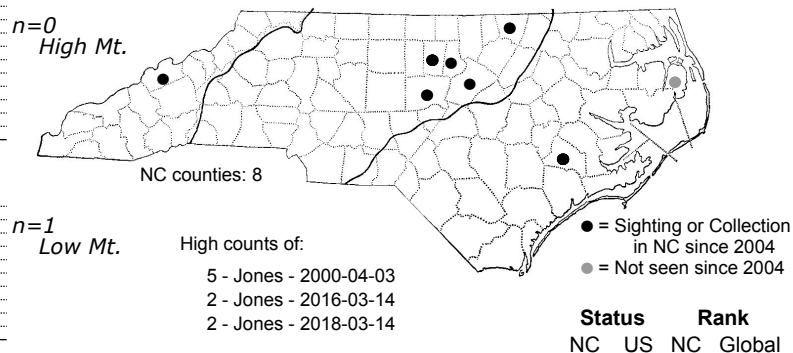 n=0
High Mt.
NC counties: 8
n=1
Low Mt.
High counts of:
5 - Jones - 2000-04-03
2 - Jones - 2016-03-14
2 - Jones - 2018-03-14
= Sighting or Collection
in NC since 2004
= Not seen since 2004
Status Rank
NC US NC Global